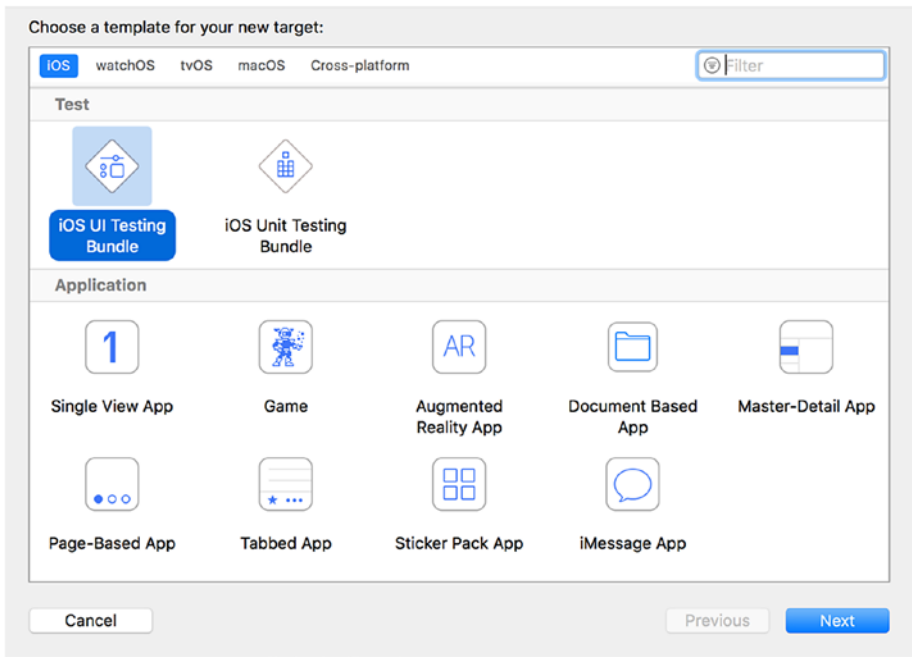 Choose a template for your new target:
iOS watchOS tvOS macOS Cross-platform Filter
Test
iOS UI Testing
Bundle
iOS Unit Testing
Bundle
Application
1
Single View App
Game
AR
Augmented
Reality App
Document Based
App
Master-Detail App
Page-Based App
Tabbed App
Sticker Pack App
iMessage App
Cancel Previous Next